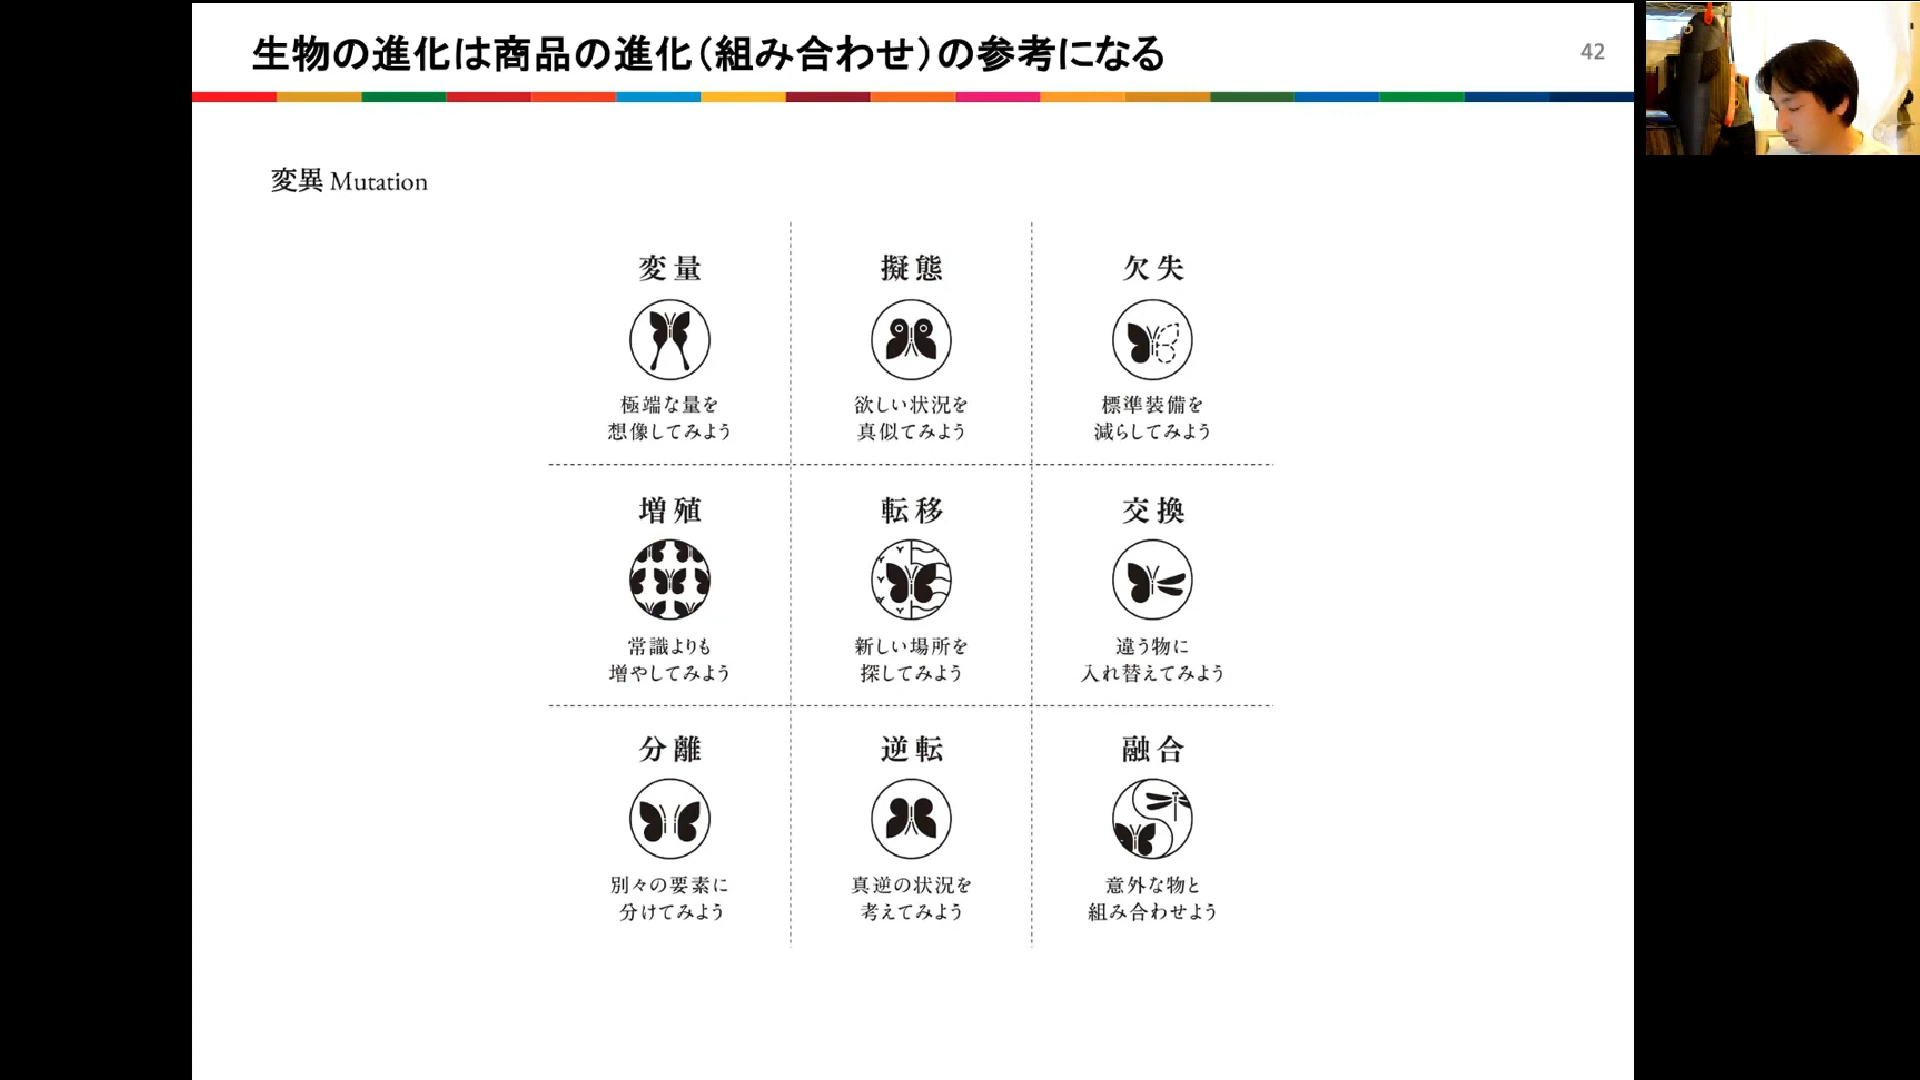 生物の進化は商品の進化（組み合わせ）の参考になる
42
変異 Mutation
変量
擬態
欠失
極端な量を
想像してみよう
欲しい状況を
真似てみよう
標準装備を
減らしてみよう
増殖
転移
交換
常識よりも
増やしてみよう
新しい場所を
探してみよう
違う物に
入れ替えてみよう
分離
逆転
融合
別々の要素に
分けてみよう
真逆の状況を
考えてみよう
意外な物と
組み合わせよう